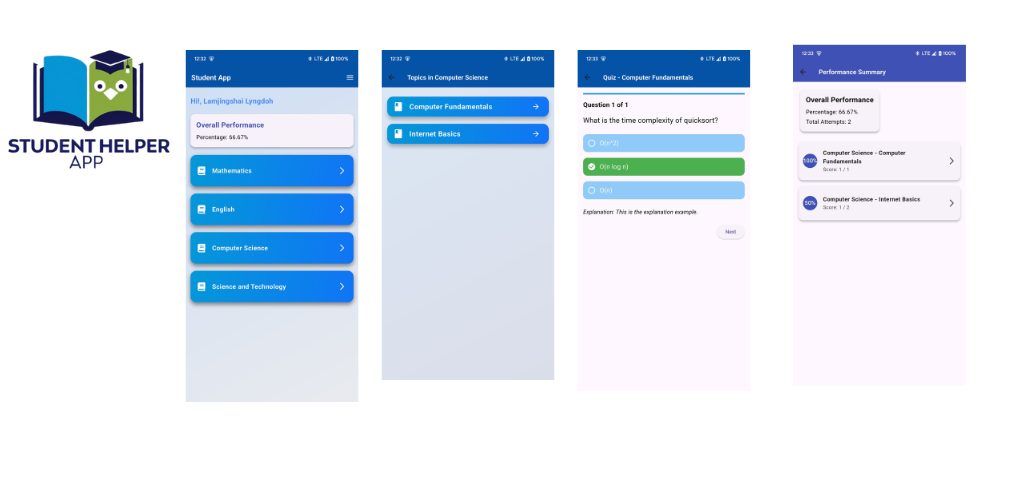 STUDENT HELPER
APP
12:32
LTE 100%
Student App
HI!, Lamjingshai Lyngdoh
Overall Performance
Percentage: 66.67%
Mathematics
English
Computer Science
Science and Technology
12:32
LTE 100%
Topics in Computer Science
Computer Fundamentals
Internet Basics
12:33
LTE 100%
Quiz - Computer Fundamentals
Question 1 of 1
What is the time complexity of quicksort?
O(n^2)
O(n log n)
O(n)
Explanation: This is the explanation example.
Next
12:33
LTE 100%
Performance Summary
Overall Performance
Percentage: 66.67%
Total Attempts: 2
100%
Computer Science - Computer
Fundamentals
Score: 1 / 1
50%
Computer Science - Internet Basics
Score: 1 / 2